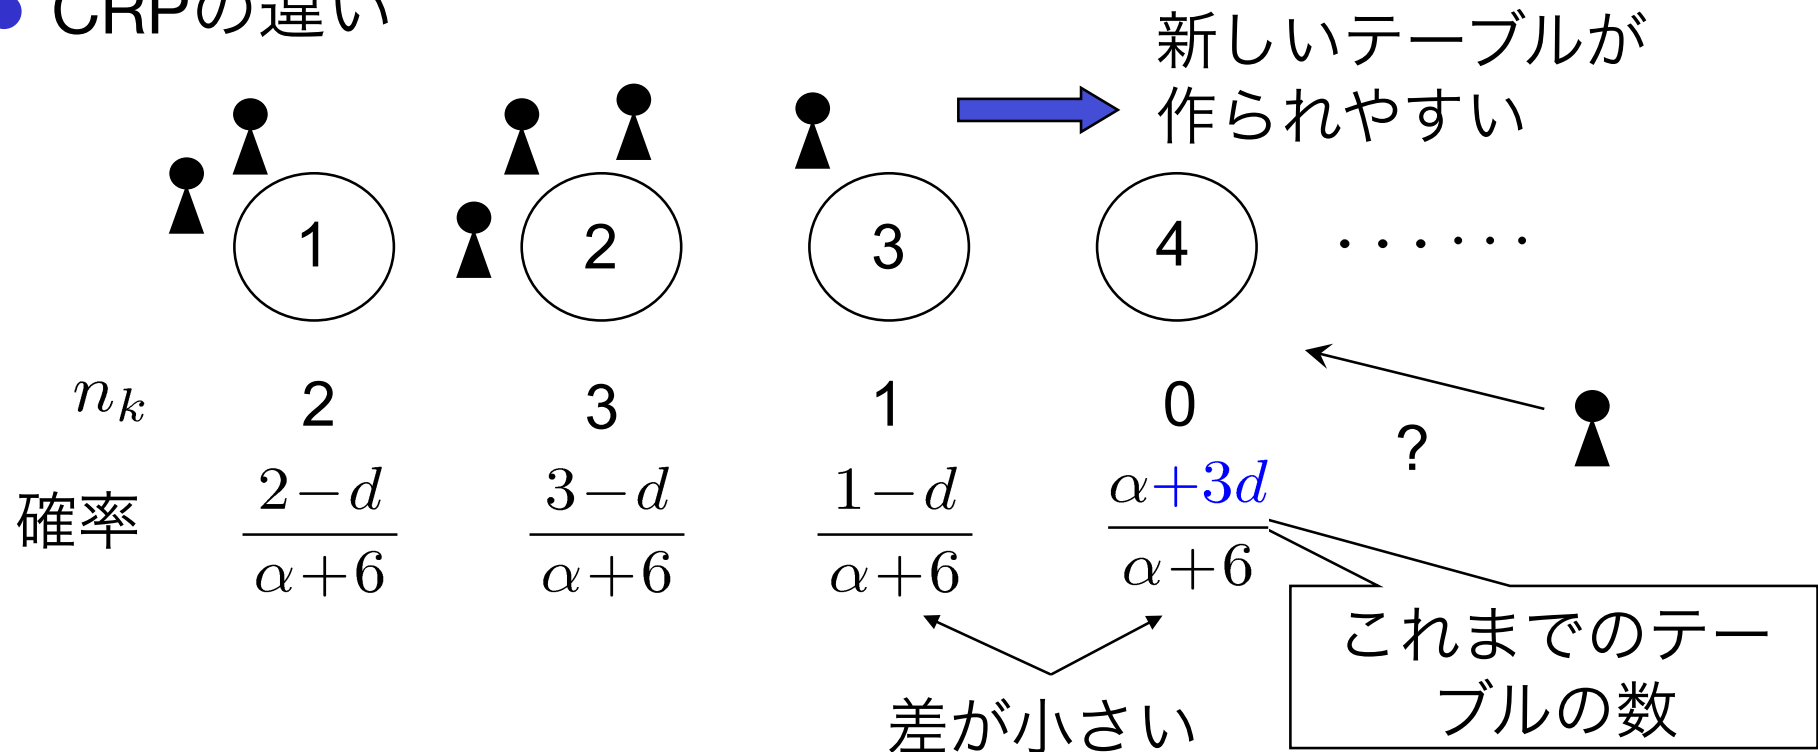 CRPの違い
新しいテーブルが
作られやすい
1 2 3 4 ・・・・・・
n_k 2 3 1 0
?
確率 (2−d)/(α+6) (3−d)/(α+6) (1−d)/(α+6) (α+3d)/(α+6)
これまでのテー
ブルの数
差が小さい